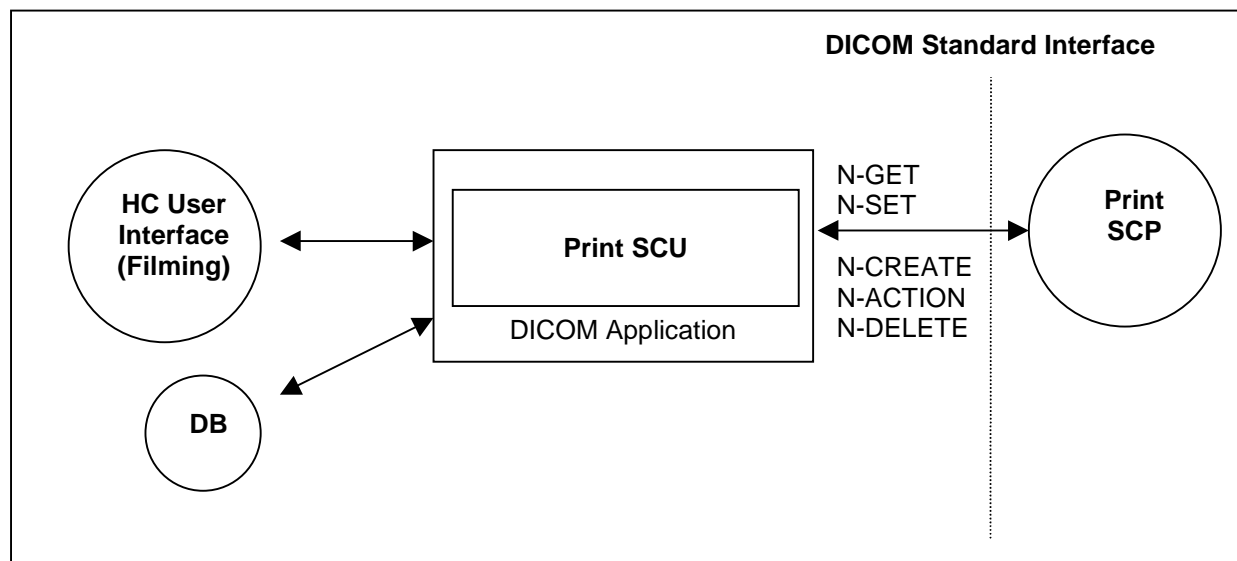 DICOM Standard Interface
HC User
Interface
(Filming)
DB
Print SCU
DICOM Application
N-GET
N-SET
N-CREATE
N-ACTION
N-DELETE
Print
SCP